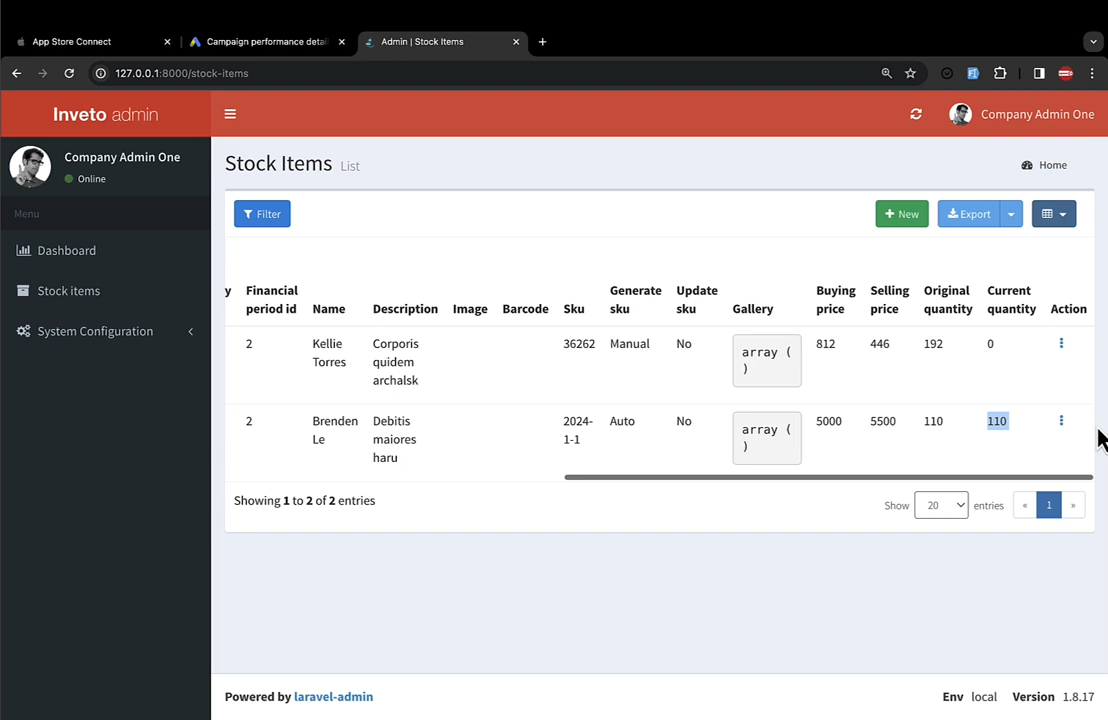 App Store Connect
Campaign performance detai
Admin | Stock Items
127.0.0.1:8000/stock-items
Inveto admin
Company Admin One
Company Admin One
Online
Menu
Dashboard
Stock items
System Configuration
Stock Items List
Home
Filter
New
Export
y
Financial
period id
Name
Description
Image
Barcode
Sku
Generate
sku
Update
sku
Gallery
Buying
price
Selling
price
Original
quantity
Current
quantity
Action
2
Kellie
Torres
Corporis
quidem
archalsk
36262
Manual
No
array (
)
812
446
192
0
2
Brenden
Le
Debitis
maiores
haru
2024-
1-1
Auto
No
array (
)
5000
5500
110
110
Showing 1 to 2 of 2 entries
Show
20
entries
«
1
»
Powered by laravel-admin
Env local Version 1.8.17